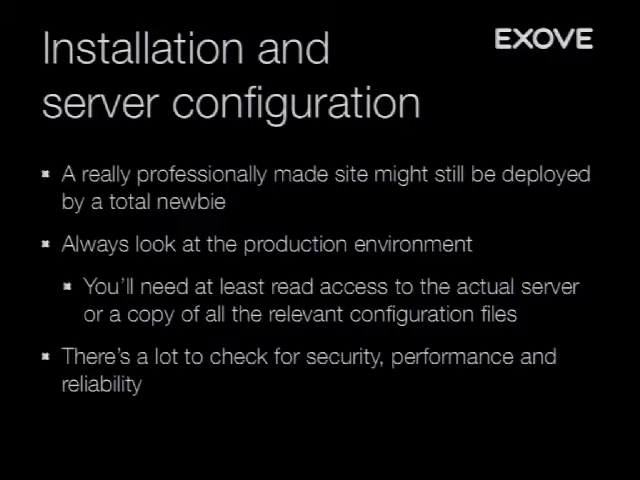 Installation and
server configuration
EXOVE
A really professionally made site might still be deployed
by a total newbie
Always look at the production environment
You'll need at least read access to the actual server
or a copy of all the relevant configuration files
There's a lot to check for security, performance and
reliability